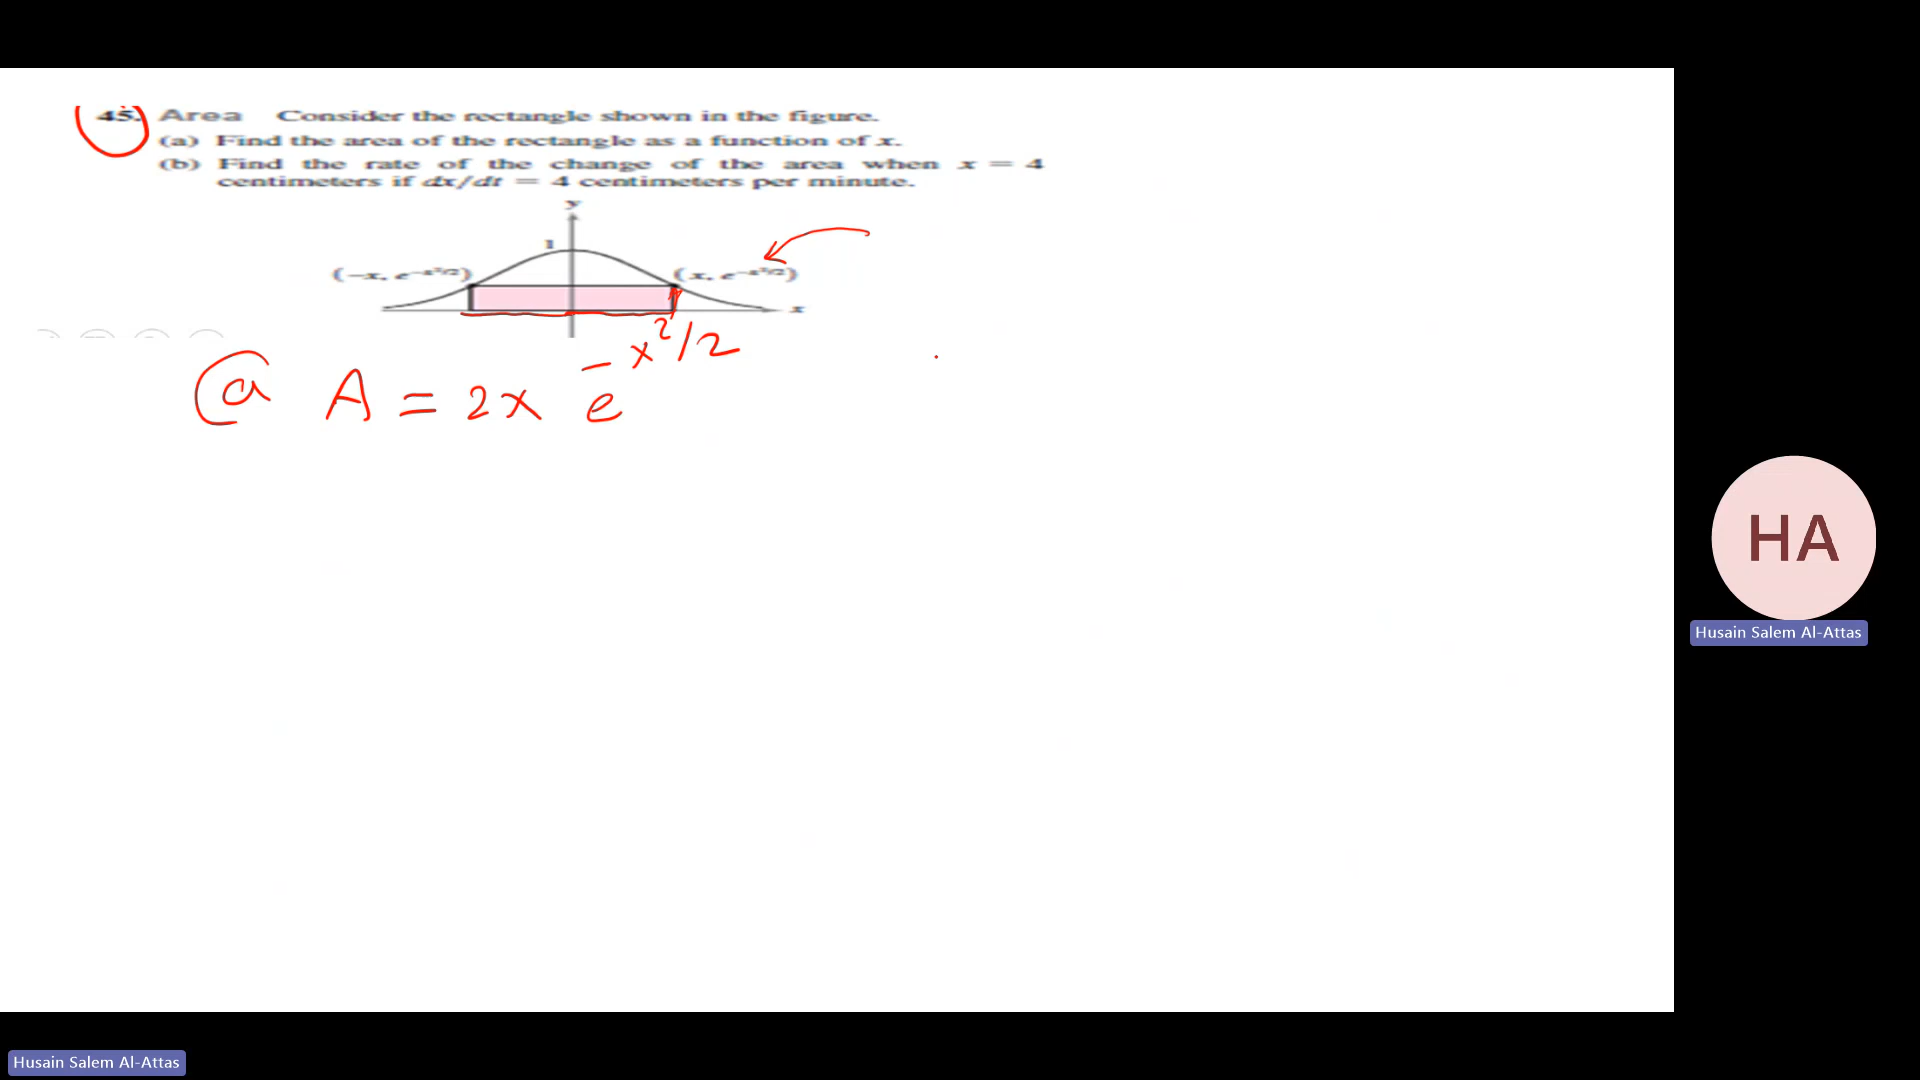 45. Area Consider the rectangle shown in the figure.
(a) Find the area of the rectangle as a function of x.
(b) Find the rate of the change of the area when x = 4
centimeters if dx/dt = 4 centimeters per minute.
y
1
(−x, e^−x²/2) (x, e^−x²/2)
x
(a A = 2x e^−x²/2
HA
Husain Salem Al-Attas
Husain Salem Al-Attas